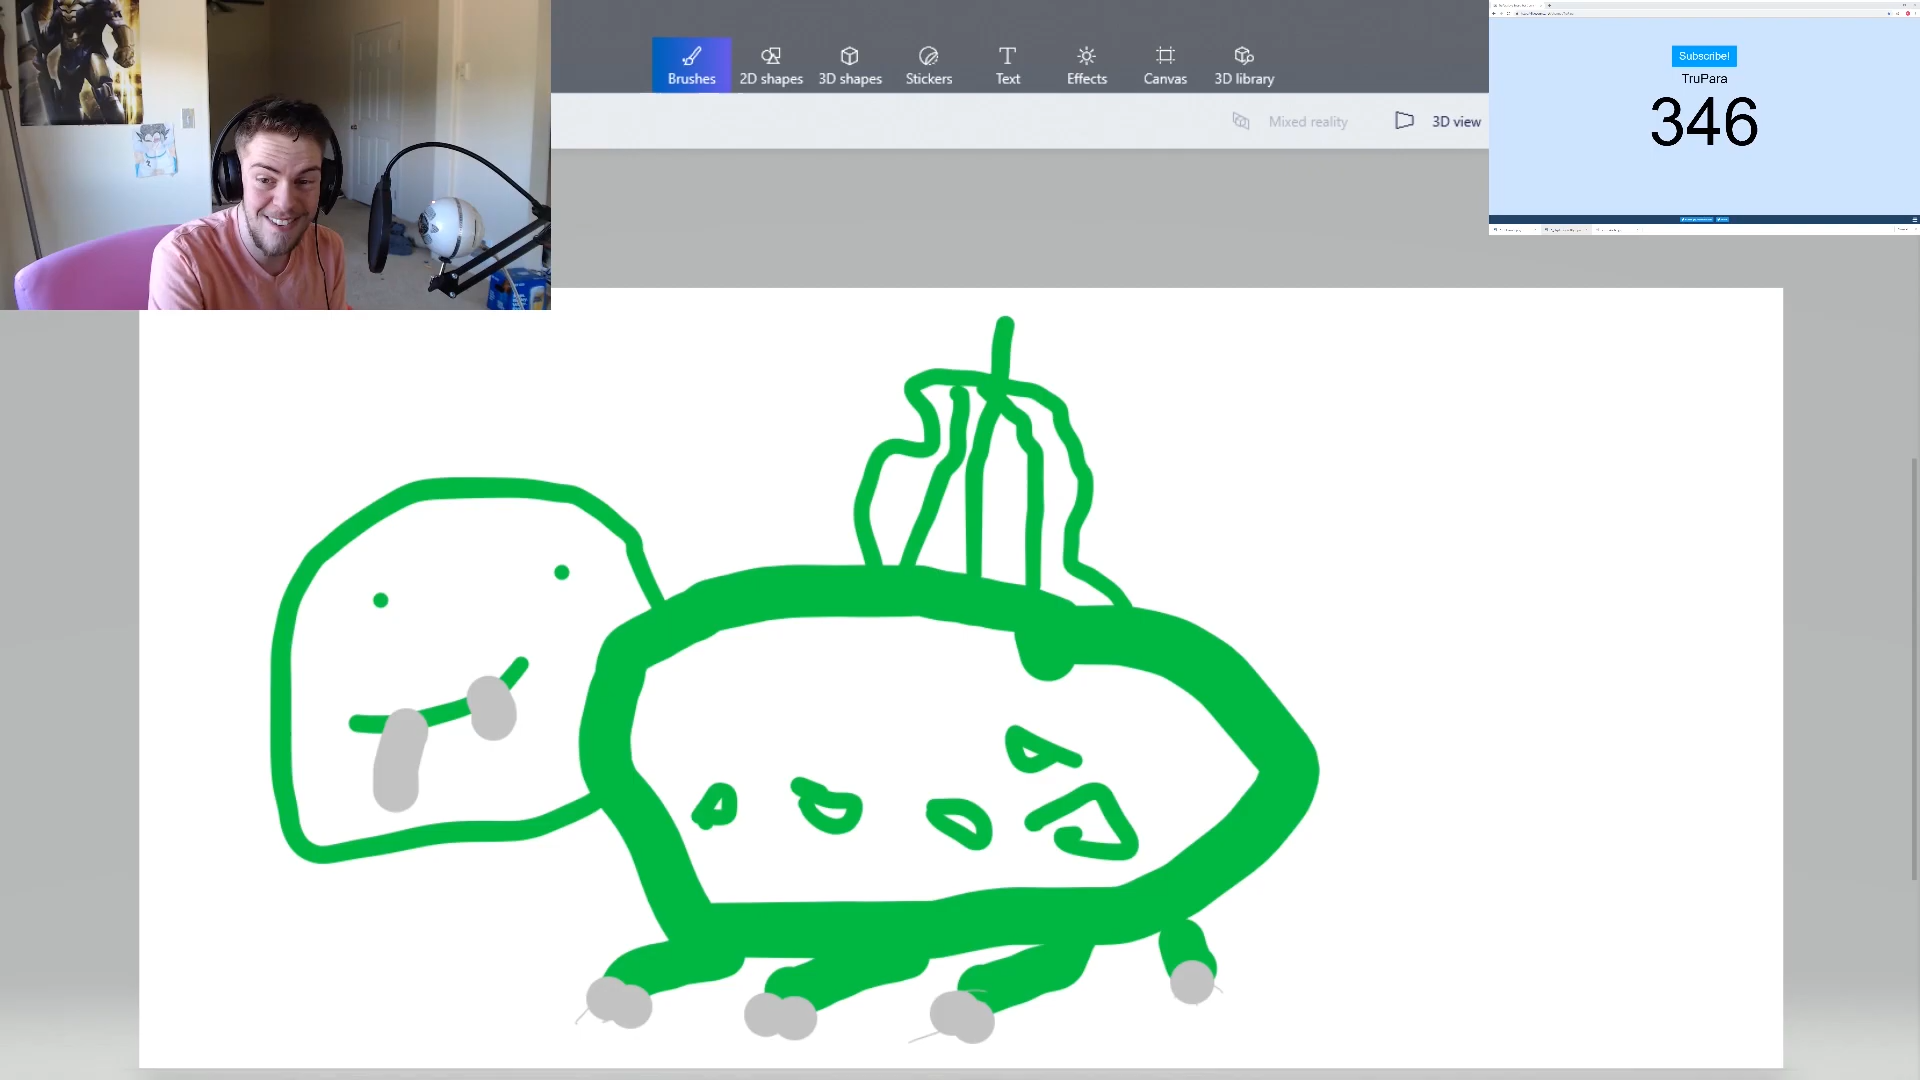 Brushes
2D shapes
3D shapes
Stickers
Text
Effects
Canvas
3D library
Mixed reality
3D view
Subscribe!
TruPara
346